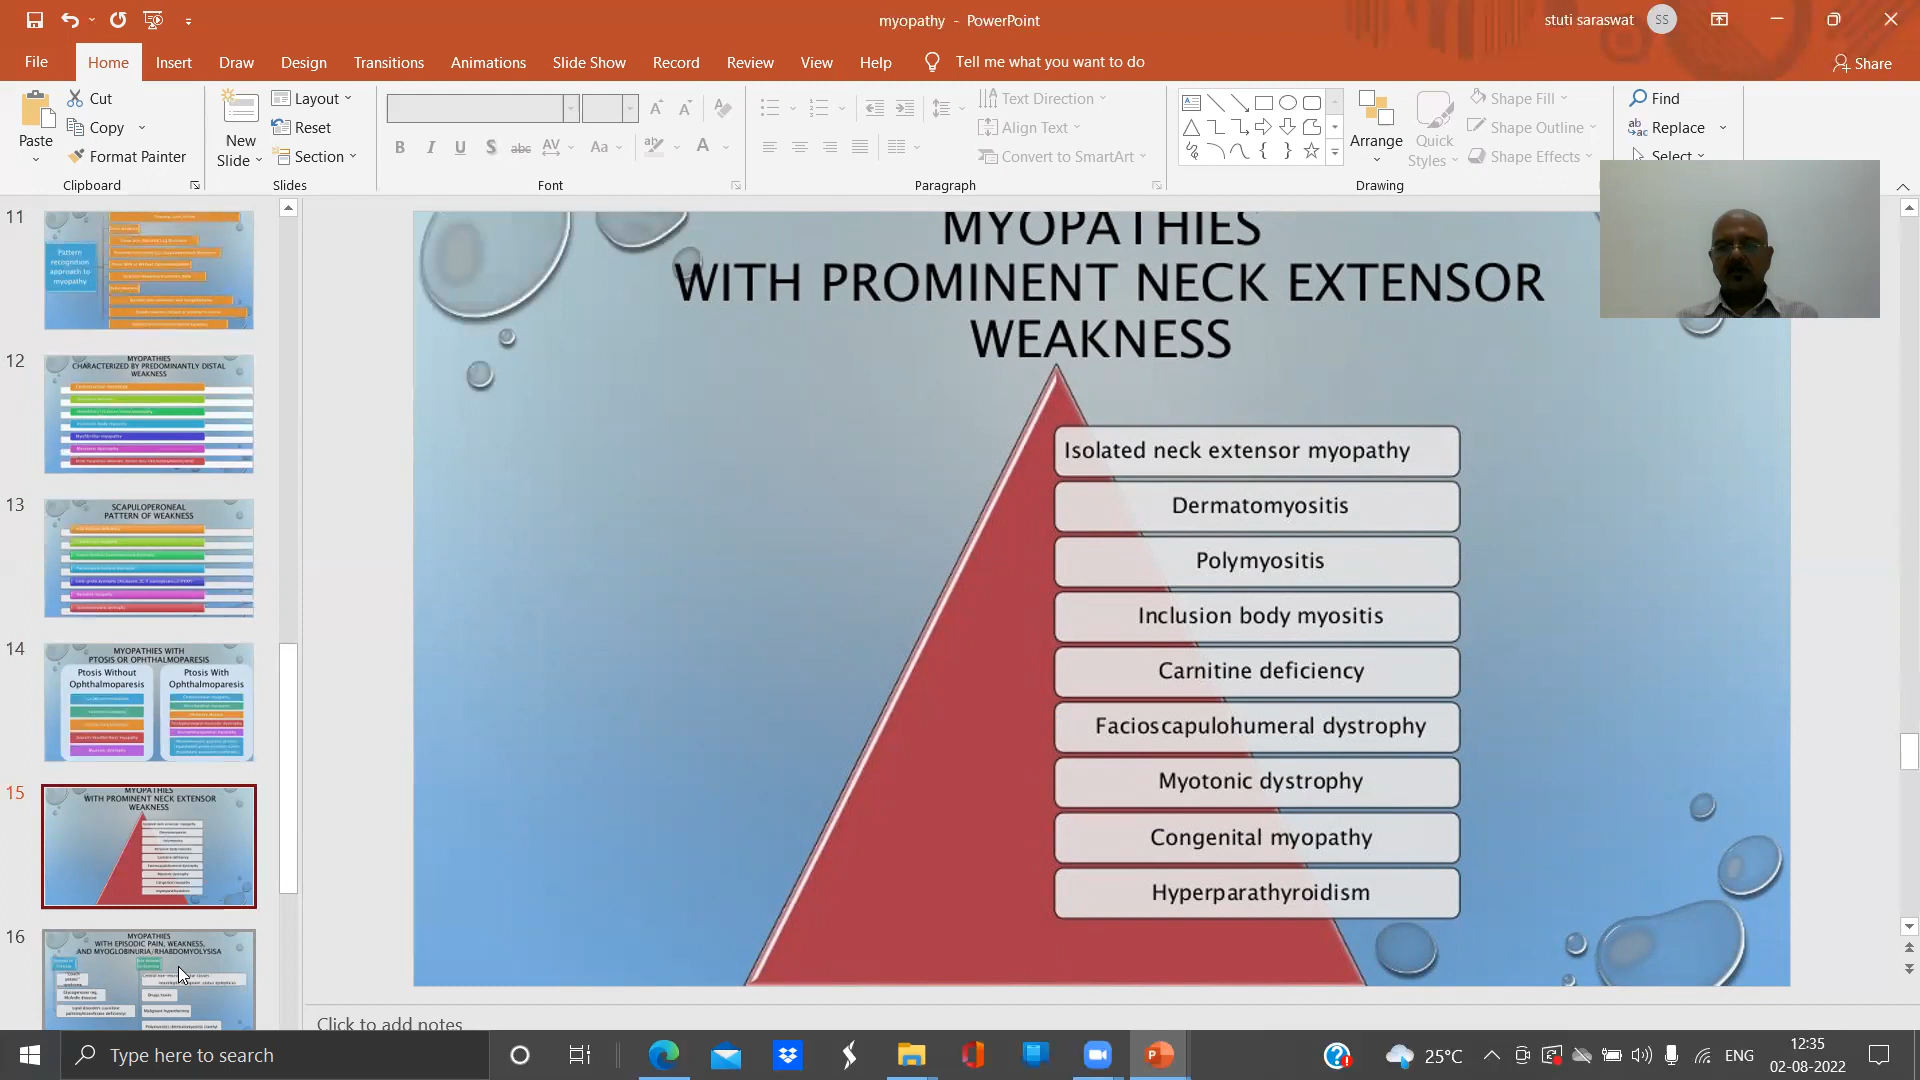 myopathy - PowerPoint
stuti saraswat
SS
File
Home
Insert
Draw
Design
Transitions
Animations
Slide Show
Record
Review
View
Help
Tell me what you want to do
Share
Paste
Cut
Copy
Format Painter
Clipboard
New Slide
Layout
Reset
Section
Slides
Font
Text Direction
Align Text
Convert to SmartArt
Paragraph
Arrange
Quick Styles
Shape Fill
Shape Outline
Shape Effects
Drawing
Find
Replace
Select
11
Pattern
recognition
approach to
myopathy
12
MYOPATHIES
CHARACTERIZED BY PREDOMINANTLY DISTAL
WEAKNESS
13
SCAPULOPERONEAL
PATTERN OF WEAKNESS
14
MYOPATHIES WITH
PTOSIS OR OPHTHALMOPARESIS
Ptosis Without
Ophthalmoparesis
Ptosis With
Ophthalmoparesis
15
MYOPATHIES
WITH PROMINENT NECK EXTENSOR
WEAKNESS
16
MYOPATHIES
WITH EPISODIC PAIN, WEAKNESS,
AND MYOGLOBINURIA/RHABDOMYOLYSISA
MYOPATHIES
WITH PROMINENT NECK EXTENSOR
WEAKNESS
Isolated neck extensor myopathy
Dermatomyositis
Polymyositis
Inclusion body myositis
Carnitine deficiency
Facioscapulohumeral dystrophy
Myotonic dystrophy
Congenital myopathy
Hyperparathyroidism
Click to add notes
Type here to search
25°C
ENG
12:35
02-08-2022